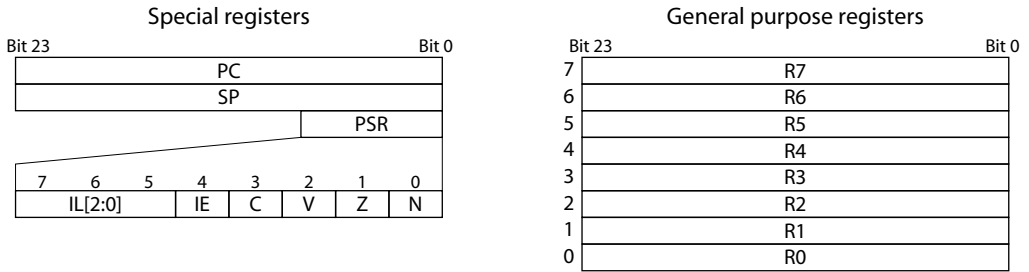 Special registers
Bit 23 Bit 0
PC
SP
PSR
7 6 5 4 3 2 1 0
IL[2:0] IE C V Z N
General purpose registers
Bit 23 Bit 0
7 R7
6 R6
5 R5
4 R4
3 R3
2 R2
1 R1
0 R0